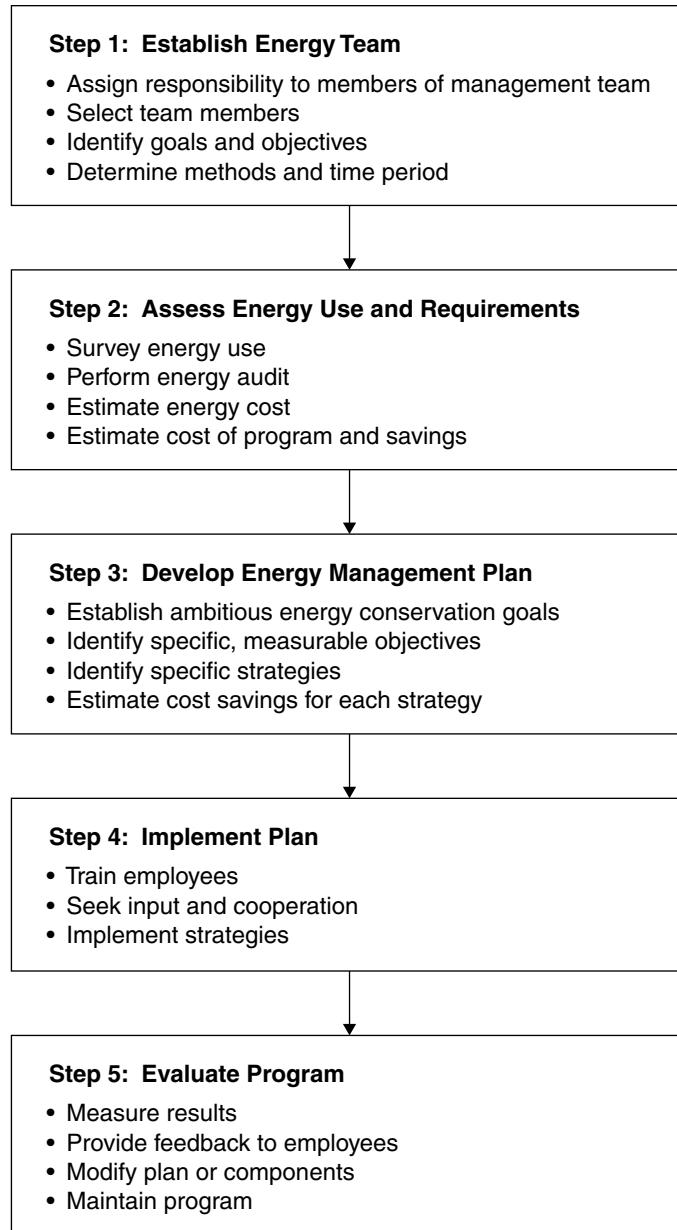 Step 1: Establish Energy Team
• Assign responsibility to members of management team
• Select team members
• Identify goals and objectives
• Determine methods and time period
Step 2: Assess Energy Use and Requirements
• Survey energy use
• Perform energy audit
• Estimate energy cost
• Estimate cost of program and savings
Step 3: Develop Energy Management Plan
• Establish ambitious energy conservation goals
• Identify specific, measurable objectives
• Identify specific strategies
• Estimate cost savings for each strategy
Step 4: Implement Plan
• Train employees
• Seek input and cooperation
• Implement strategies
Step 5: Evaluate Program
• Measure results
• Provide feedback to employees
• Modify plan or components
• Maintain program